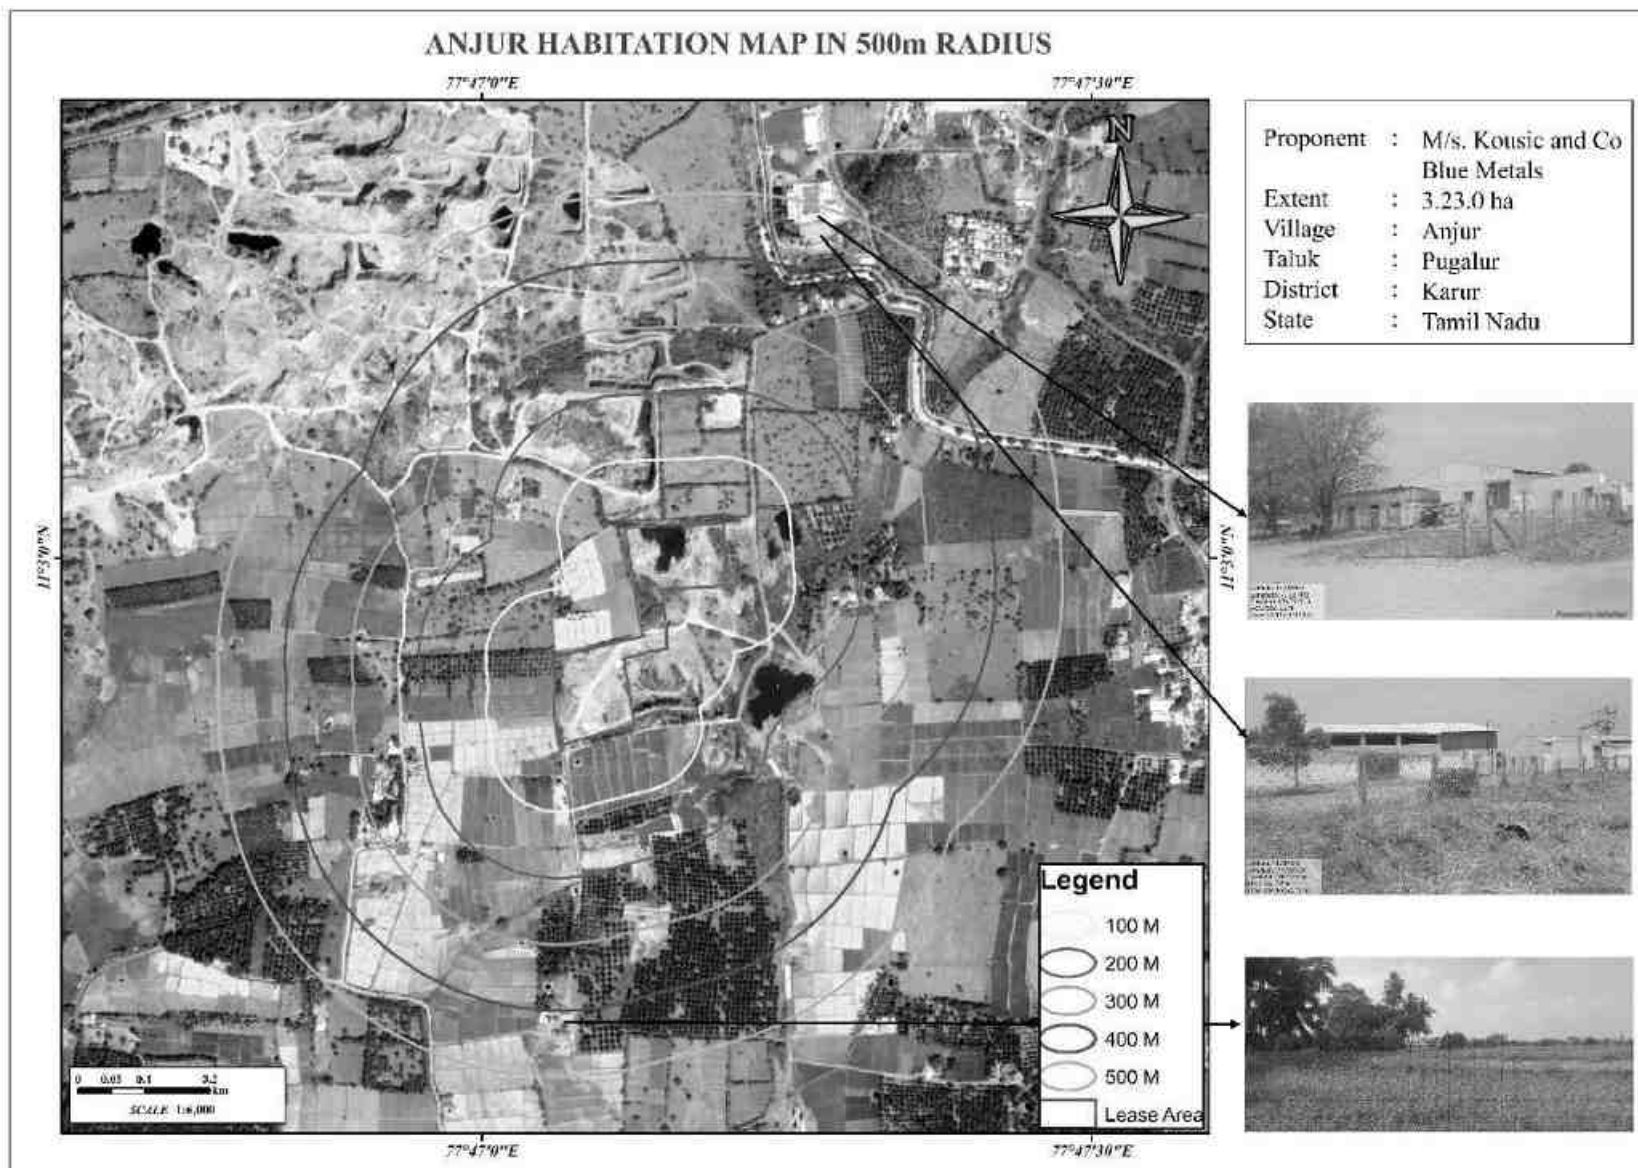 ANJUR HABITATION MAP IN 500m RADIUS
77°47'0"E
77°47'30"E
N
Proponent : M/s. Kousic and Co
Blue Metals
Extent : 3.23.0 ha
Village : Anjur
Taluk : Pugalur
District : Karur
State : Tamil Nadu
11°3'0"N
11°3'0"N
Legend
100 M
200 M
300 M
400 M
500 M
Lease Area
0 0.05 0.1 0.2
km
SCALE 1:6,000
77°47'0"E
77°47'30"E